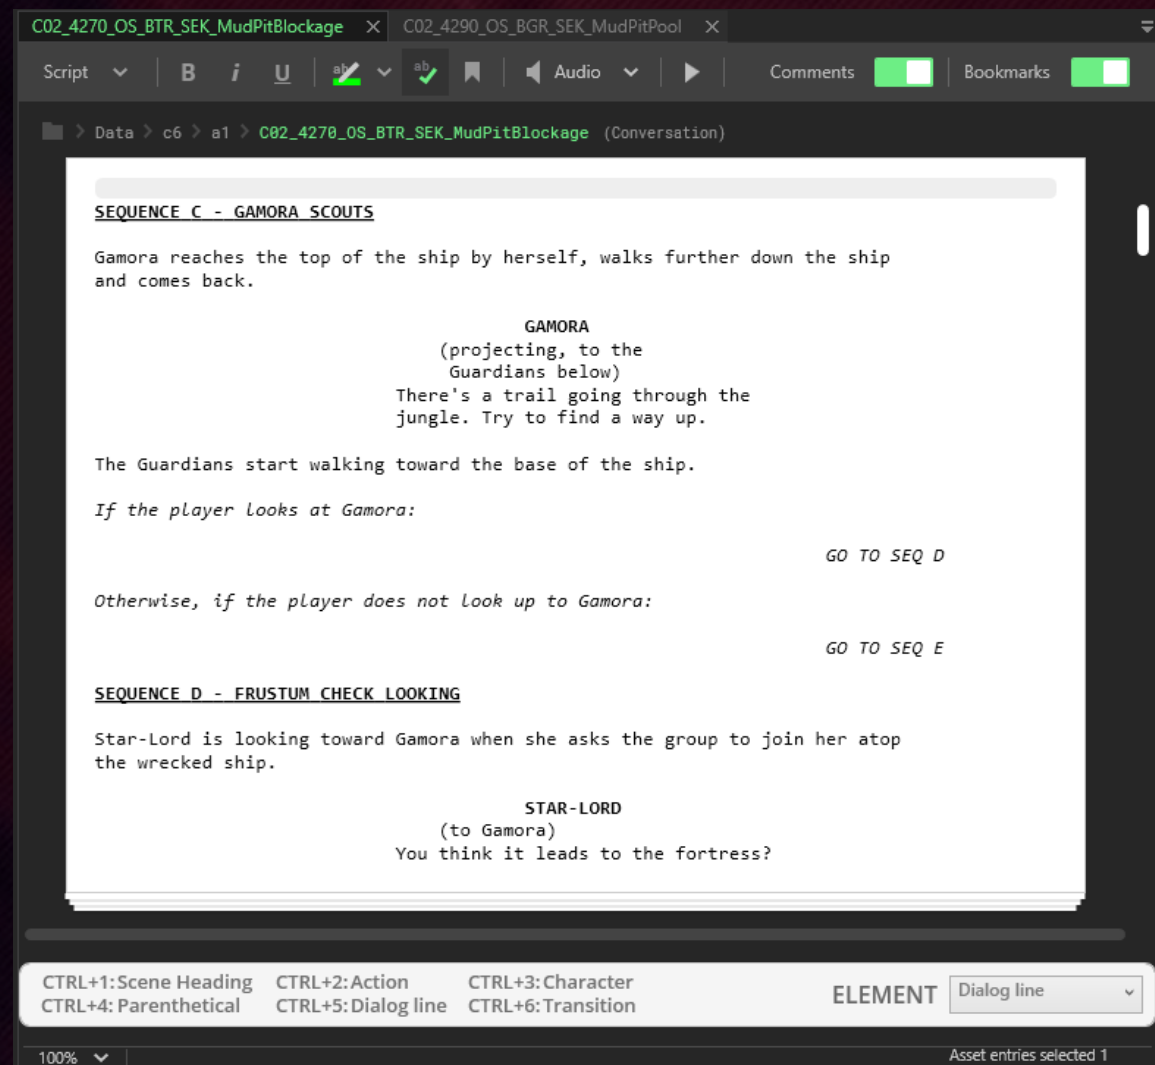 C02_4270_OS_BTR_SEK_MudPitBlockage C02_4290_OS_BGR_SEK_MudPitPool
Script B i U ab ab Audio Comments Bookmarks
Data c6 a1 C02_4270_OS_BTR_SEK_MudPitBlockage (Conversation)
SEQUENCE C - GAMORA SCOUTS
Gamora reaches the top of the ship by herself, walks further down the ship
and comes back.
GAMORA
(projecting, to the
Guardians below)
There's a trail going through the
jungle. Try to find a way up.
The Guardians start walking toward the base of the ship.
If the player looks at Gamora:
GO TO SEQ D
Otherwise, if the player does not look up to Gamora:
GO TO SEQ E
SEQUENCE D - FRUSTUM CHECK LOOKING
Star-Lord is looking toward Gamora when she asks the group to join her atop
the wrecked ship.
STAR-LORD
(to Gamora)
You think it leads to the fortress?
CTRL+1:Scene Heading CTRL+2:Action CTRL+3:Character
CTRL+4: Parenthetical CTRL+5:Dialog line CTRL+6:Transition
ELEMENT Dialog line
100% Asset entries selected 1